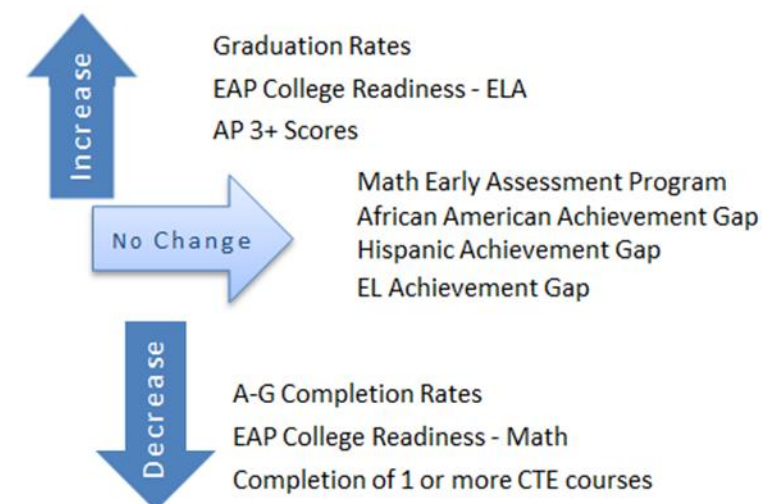 Increase
Graduation Rates
EAP College Readiness - ELA
AP 3+ Scores
No Change
Math Early Assessment Program
African American Achievement Gap
Hispanic Achievement Gap
EL Achievement Gap
Decrease
A-G Completion Rates
EAP College Readiness - Math
Completion of 1 or more CTE courses